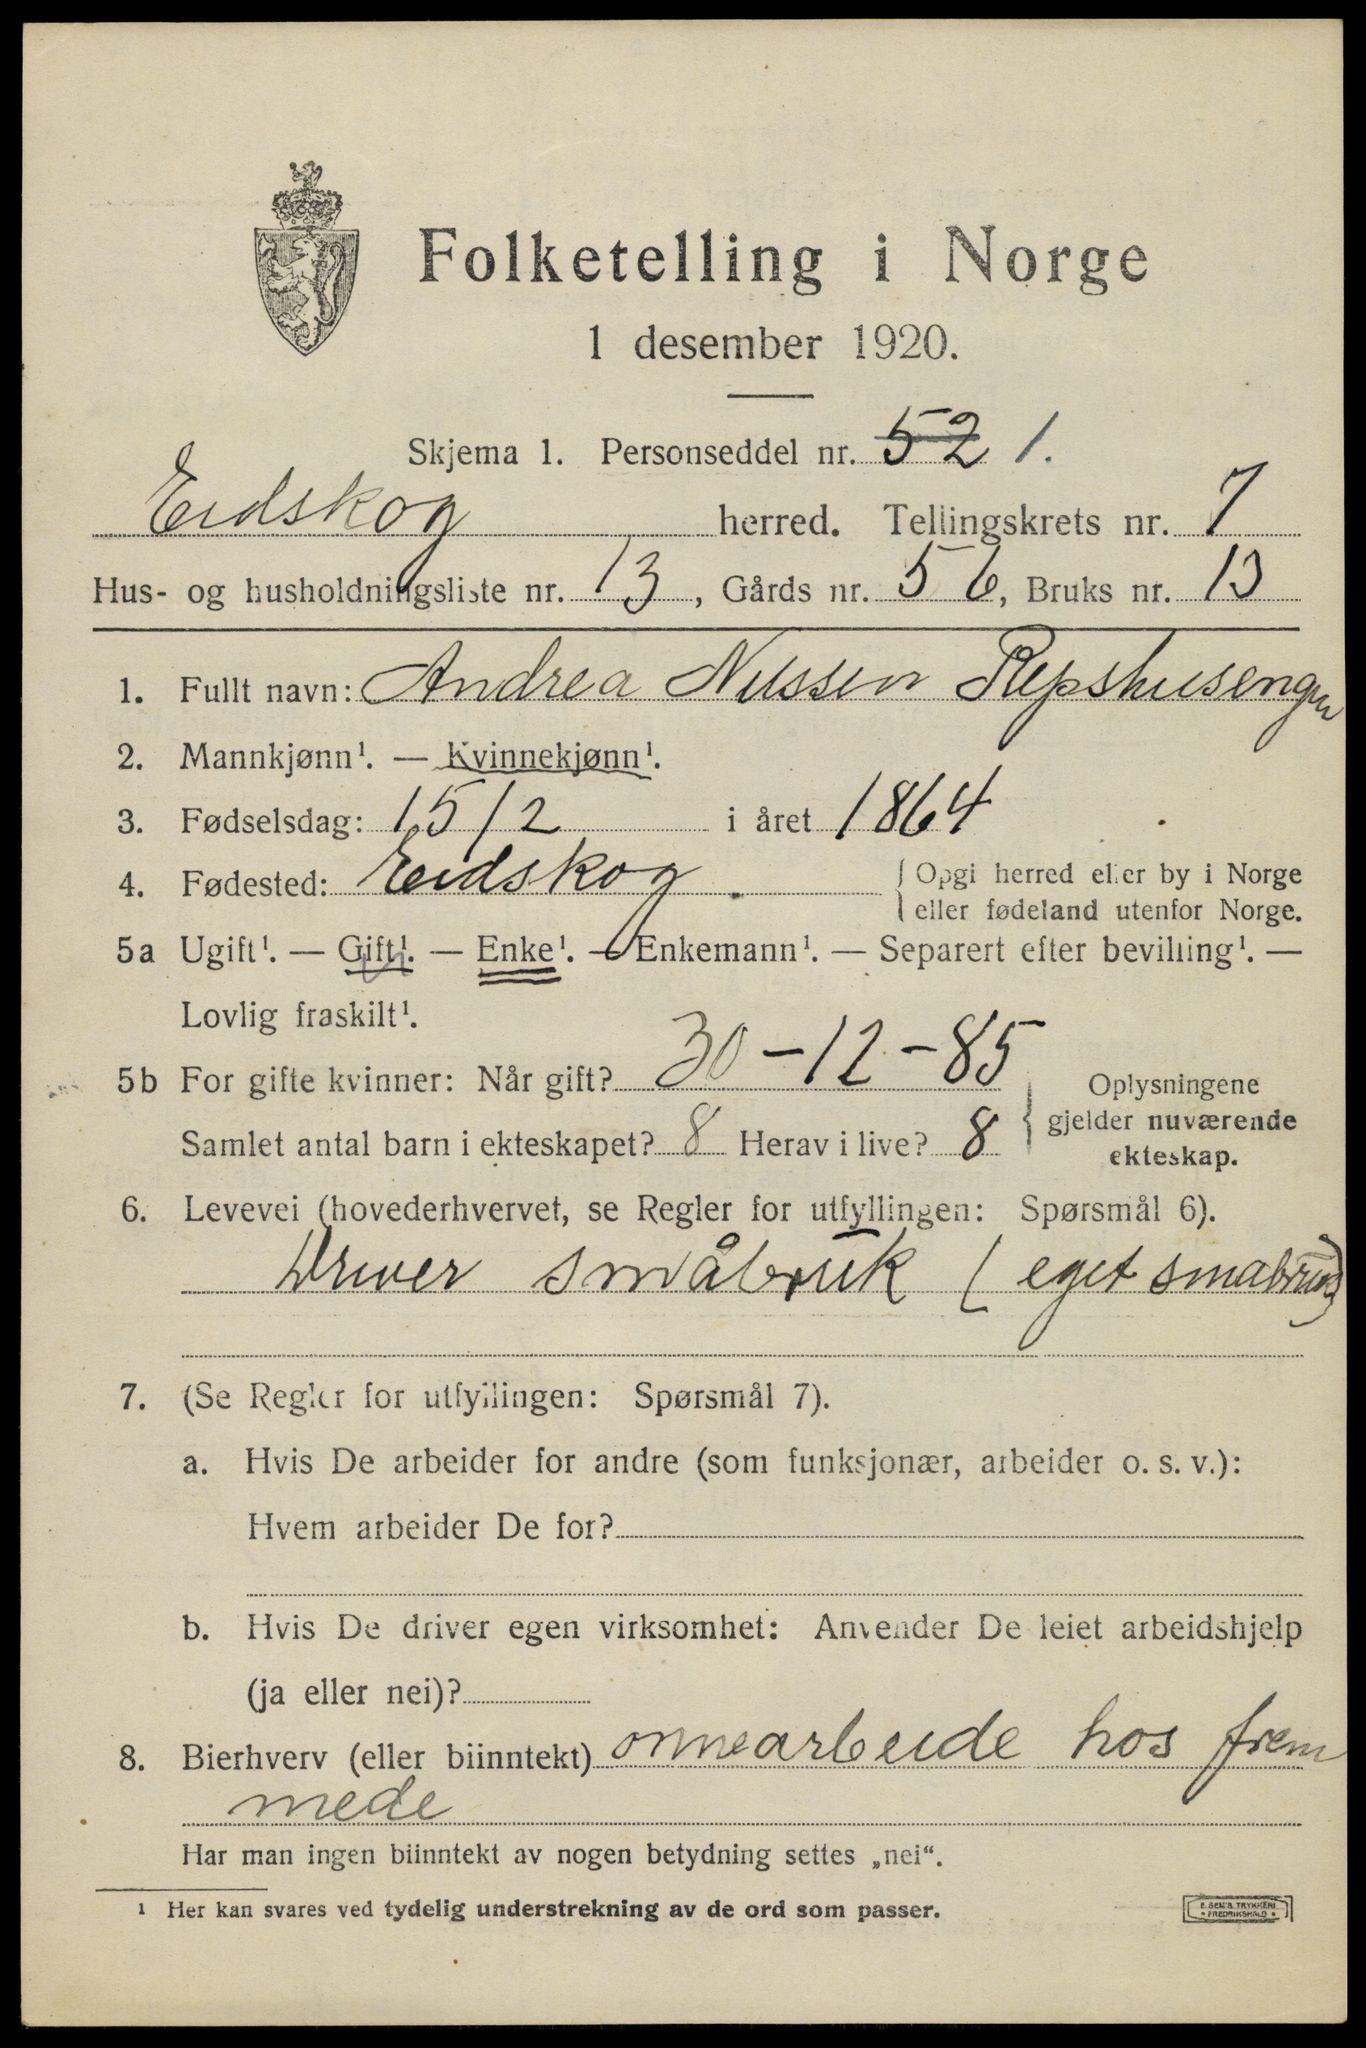 Folketelling i Norge
1 desember 1920.
Skjema 1. Personseddel nr. 52 1.
Eidskog herred. Tellingskrets nr. 7
Hus- og husholdningsliste nr. 13, Gårds nr. 56, Bruks nr. 13
1. Fullt navn: Andrea Nilssen Repshusengen
2. Mannkjønn¹. — Kvinnekjønn¹.
3. Fødselsdag: 15/2 i året 1864
4. Fødested: Eidskog. Opgi herred eller by i Norge
eller fødeland utenfor Norge.
5a Ugift¹. — Gift¹. — Enke¹. — Enkemann¹. — Separert efter bevilling¹. —
Lovlig fraskilt¹.
5b For gifte kvinner: Når gift? 30-12-85 Oplysningene
gjelder nuværende
Samlet antal barn i ekteskapet? 8 Herav i live? 8 ekteskap.
6. Levevei (hovederhvervet, se Regler for utfyllingen: Spørsmål 6).
Driver småbruk (eget småbruk)
7. (Se Regler for utfyllingen: Spørsmål 7).
a. Hvis De arbeider for andre (som funksjonær, arbeider o. s. v.):
Hvem arbeider De for?
b. Hvis De driver egen virksomhet: Anvender De leiet arbeidshjelp
(ja eller nei)?
8. Bierhverv (eller biinntekt) onnearbeide hos frem
mede
Har man ingen biinntekt av nogen betydning settes „nei“.
¹ Her kan svares ved tydelig understrekning av de ord som passer.
E. SEM'S TRYKKERI
• FREDRIKSHALD •